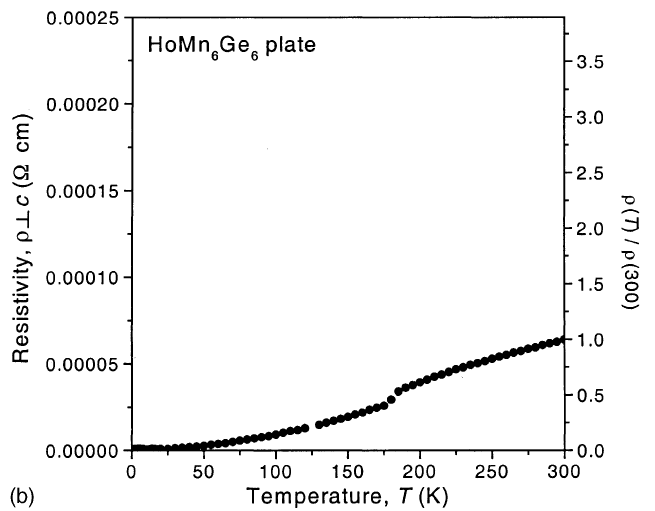 HoMn₆Ge₆ plate
Resistivity, ρ⊥c (Ω cm)
0.00025
0.00020
0.00015
0.00010
0.00005
0.00000
3.5
3.0
2.5
2.0
1.5
1.0
0.5
0.0
ρ(T) / ρ(300)
0 50 100 150 200 250 300
Temperature, T (K)
(b)